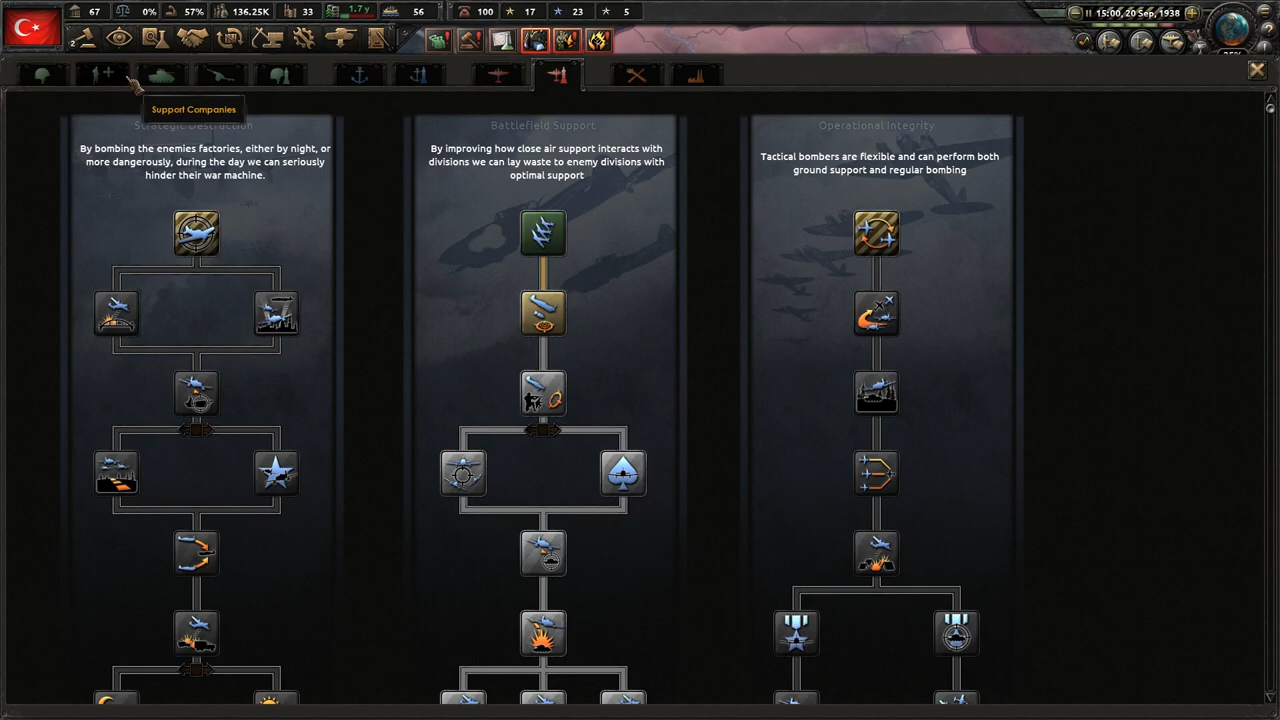 67 0% 57% 136.25K 33 1.7 y 56 100 17 23 5
15:00, 20 Sep, 1938
2
25%
Support Companies
Strategic Destruction
By bombing the enemies factories, either by night, or
more dangerously, during the day we can seriously
hinder their war machine.
Battlefield Support
By improving how close air support interacts with
divisions we can lay waste to enemy divisions with
optimal support
Operational Integrity
Tactical bombers are flexible and can perform both
ground support and regular bombing